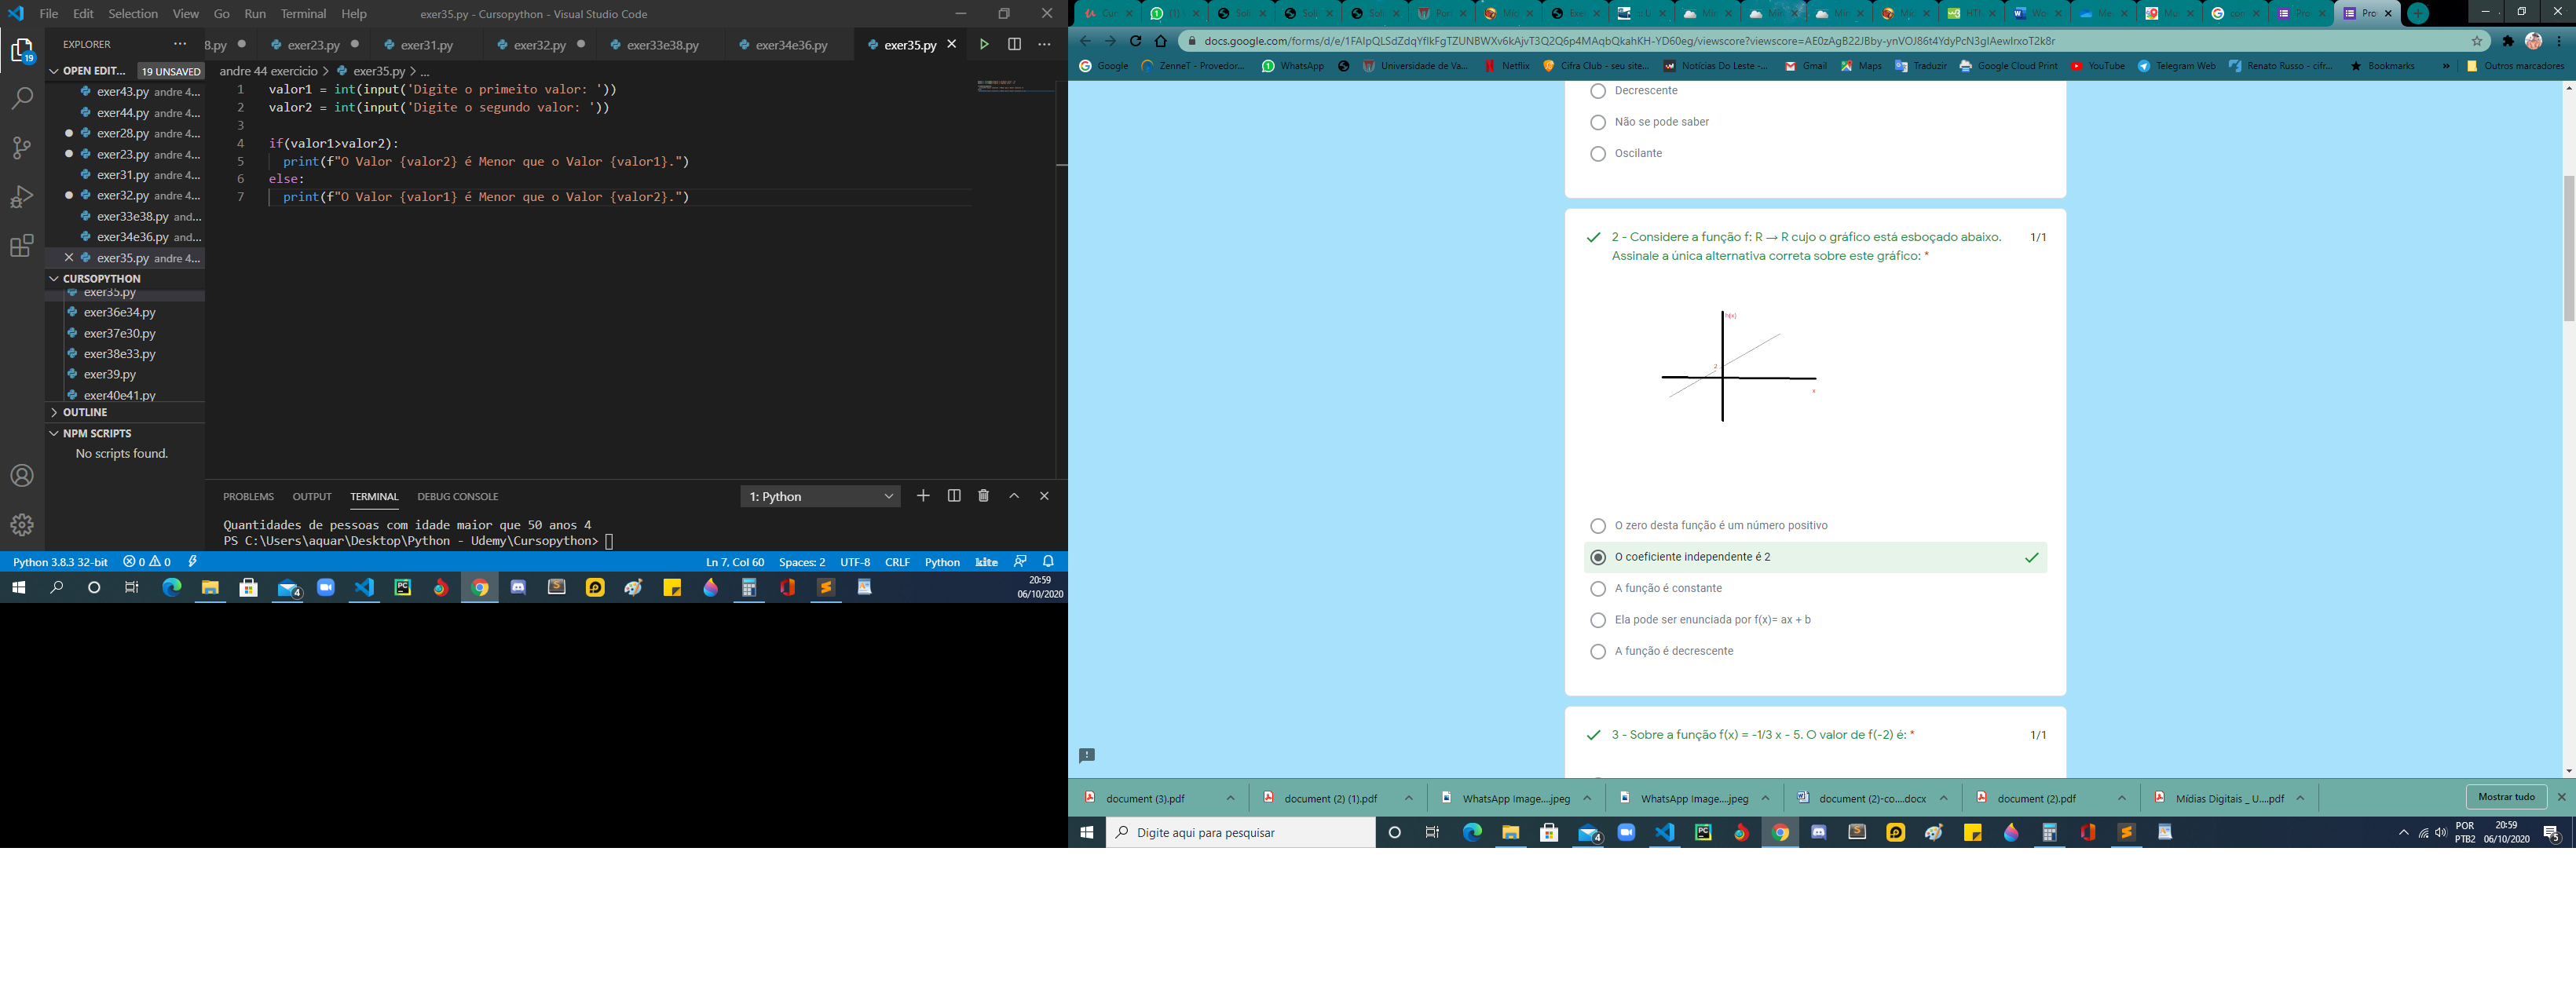 File Edit Selection View Go Run Terminal Help
exer35.py - Cursopython - Visual Studio Code
EXPLORER
8.py exer23.py exer31.py exer32.py exer33e38.py exer34e36.py exer35.py
OPEN EDIT... 19 UNSAVED
19
andre 44 exercicio > exer35.py > ...
exer43.py andre 4...
exer44.py andre 4...
exer28.py andre 4...
exer23.py andre 4...
exer31.py andre 4...
exer32.py andre 4...
exer33e38.py and...
exer34e36.py and...
exer35.py andre 4...
CURSOPYTHON
exer35.py
exer36e34.py
exer37e30.py
exer38e33.py
exer39.py
exer40e41.py
OUTLINE
NPM SCRIPTS
No scripts found.
1 valor1 = int(input('Digite o primeito valor: '))
2 valor2 = int(input('Digite o segundo valor: '))
3
4 if(valor1>valor2):
5 print(f"O Valor {valor2} é Menor que o Valor {valor1}.")
6 else:
7 print(f"O Valor {valor1} é Menor que o Valor {valor2}.")
PROBLEMS OUTPUT TERMINAL DEBUG CONSOLE
1: Python
Quantidades de pessoas com idade maior que 50 anos 4
PS C:\Users\aquar\Desktop\Python - Udemy\Cursopython>
Python 3.8.3 32-bit 0 0
Ln 7, Col 60 Spaces: 2 UTF-8 CRLF Python kite
4
20:59
06/10/2020
docs.google.com/forms/d/e/1FAIpQLSdZdqYflkFgTZUNBWXv6kAjvT3Q2Q6p4MAqbQkahKH-YD60eg/viewscore?viewscore=AE0zAgB22JBby-ynVOJ86t4YdyPcN3gIAewIrxoT2k8r
Google ZenneT - Provedor... WhatsApp Universidade de Va... Netflix Cifra Club - seu site... Notícias Do Leste -... Gmail Maps Traduzir Google Cloud Print YouTube Telegram Web Renato Russo - cifr... Bookmarks » Outros marcadores
Decrescente
Não se pode saber
Oscilante
2 - Considere a função f: R → R cujo o gráfico está esboçado abaixo.
Assinale a única alternativa correta sobre este gráfico: *
1/1
h(x)
2
x
O zero desta função é um número positivo
O coeficiente independente é 2
A função é constante
Ela pode ser enunciada por f(x)= ax + b
A função é decrescente
3 - Sobre a função f(x) = -1/3 x - 5. O valor de f(-2) é: *
1/1
document (3).pdf document (2) (1).pdf WhatsApp Image....jpeg WhatsApp Image....jpeg document (2)-co....docx document (2).pdf Mídias Digitais _ U....pdf Mostrar tudo
Digite aqui para pesquisar
4
POR
PTB2
20:59
06/10/2020
5